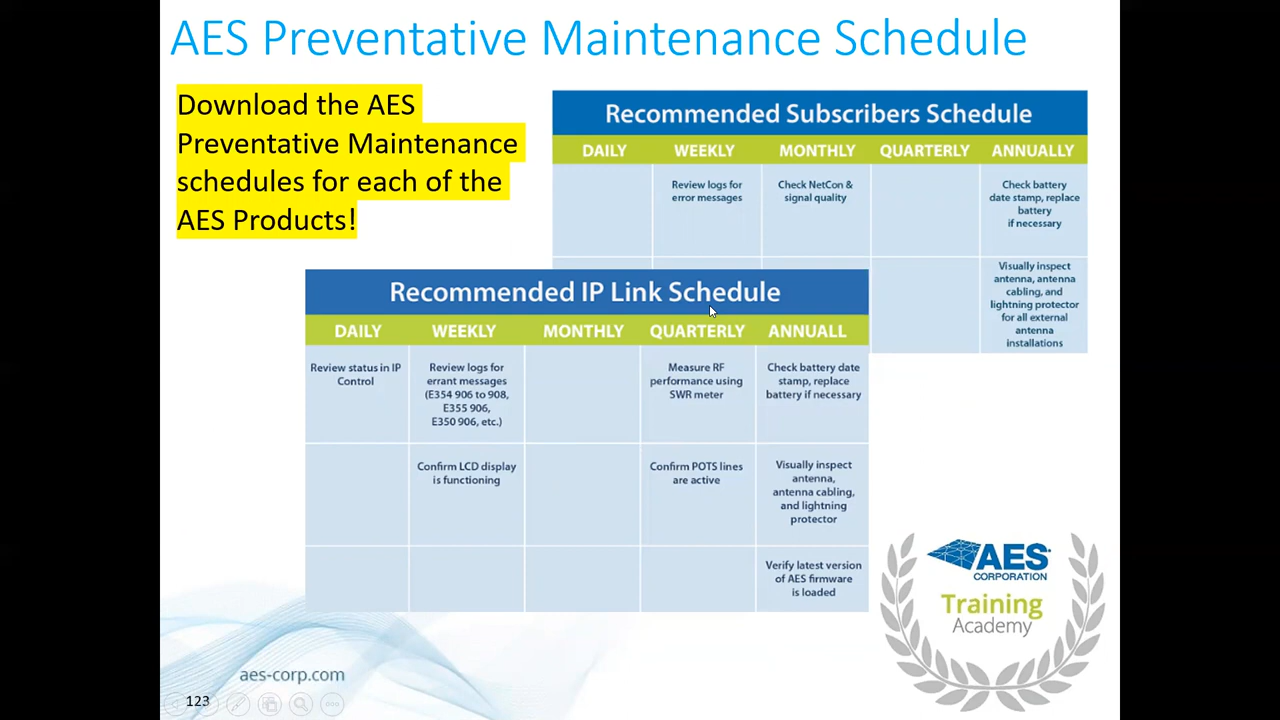 AES Preventative Maintenance Schedule
Download the AES
Preventative Maintenance
schedules for each of the
AES Products!
Recommended Subscribers Schedule
DAILY WEEKLY MONTHLY QUARTERLY ANNUALLY
Review logs for
error messages
Check NetCon &
signal quality
Check battery
date stamp, replace
battery
if necessary
Visually inspect
antenna, antenna
cabling, and
lightning protector
for all external
antenna
installations
Recommended IP Link Schedule
DAILY WEEKLY MONTHLY QUARTERLY ANNUALL
Review status in IP
Control
Review logs for
errant messages
(E354 906 to 908,
E355 906,
E350 906, etc.)
Measure RF
performance using
SWR meter
Check battery date
stamp, replace
battery if necessary
Confirm LCD display
is functioning
Confirm POTS lines
are active
Visually inspect
antenna,
antenna cabling,
and lightning
protector
Verify latest version
of AES firmware
is loaded
AES
CORPORATION
Training
Academy
aes-corp.com
123